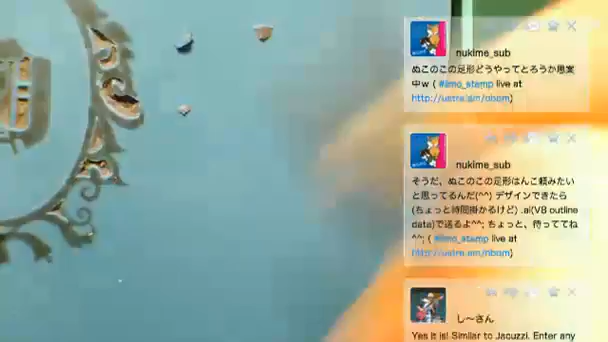 nukime_sub
ぬこのこの足形どうやってとろうか思案
中w ( #imo_stamp live at
http://ustre.am/nbom)
nukime_sub
そうだ、ぬこのこの足形はんこ頼みたい
と思ってるんだ(^^) デザインできたら
(ちょっと時間掛かるけど) .ai(V8 outline
data)で送るよ^^; ちょっと、待っててね
^^; ( #imo_stamp live at
http://ustre.am/nbom)
し〜さん
Yes it is! Similar to Jacuzzi. Enter any